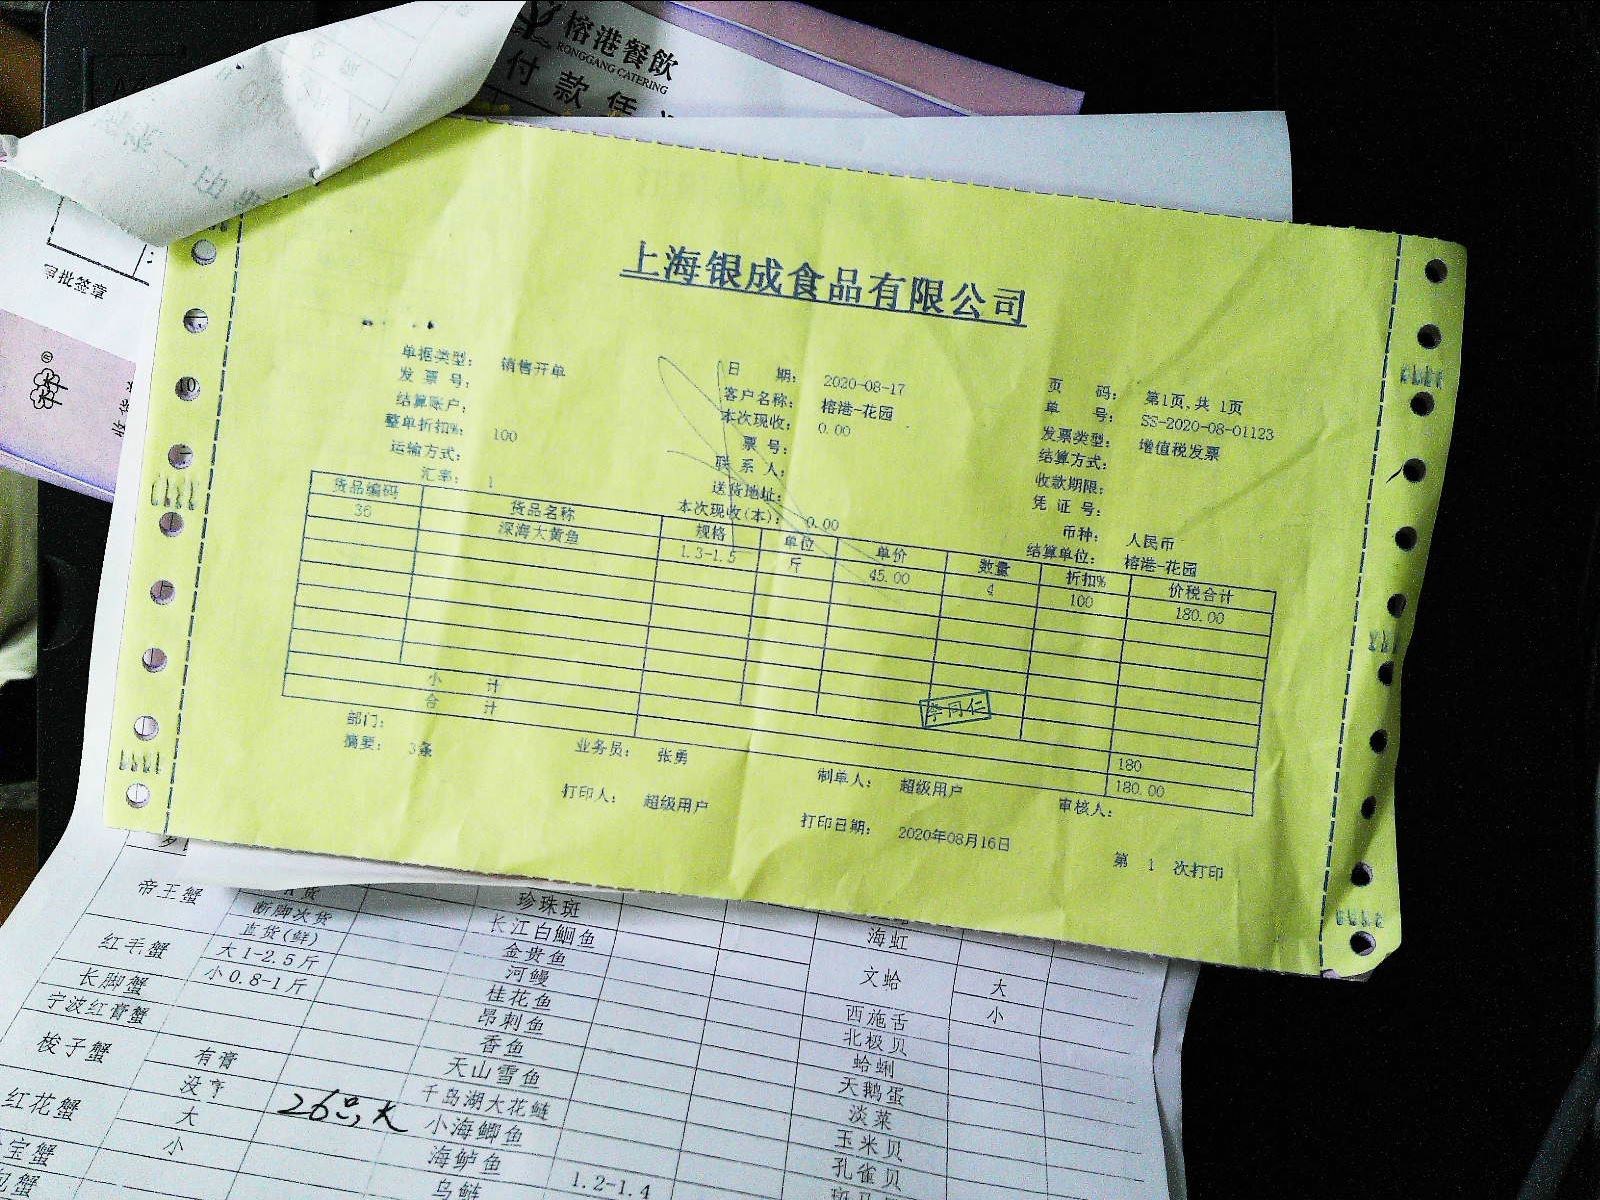 榕港餐飲
RONGGANG CATERING
付款凭
审批签章
上海银成食品有限公司
单据类型: 销售开单 日 期: 2020-08-17 页 码: 第1页,共 1页
发 票 号: 客户名称: 榕港-花园 单 号: SS-2020-08-01123
结算账户: 本次现收: 0.00 发票类型: 增值税发票
整单折扣%: 100 票 号: 结算方式:
运输方式: 联 系 人: 收款期限:
汇率: 1 送货地址: 凭 证 号:
本次现收(本): 0.00 币种: 人民币
结算单位: 榕港-花园
货品编码 货品名称 规格 单位 单价 数量 折扣% 价税合计
36 深海大黄鱼 1.3-1.5 斤 45.00 4 100 180.00
小 计 180
合 计 180.00
李同仁
部门: 业务员: 张勇 制单人: 超级用户 审核人:
摘要: 3条 打印人: 超级用户 打印日期: 2020年08月16日 第 1 次打印
帝王蟹 珍珠斑
断脚次货 长江白鮰鱼 海虹
直货(鲜) 金贵鱼
红毛蟹 大1-2.5斤 河鳗 文蛤 大
长脚蟹 小0.8-1斤 桂花鱼 小
宁波红膏蟹 昂刺鱼 西施舌
香鱼 北极贝
梭子蟹 有膏 天山雪鱼 蛤蜊
没膏 千岛湖大花鲢 天鹅蛋
红花蟹 大 26只,大 小海鲫鱼 淡菜
小 海鲈鱼 玉米贝
宝蟹 乌鲢 1.2-1.4 孔雀贝